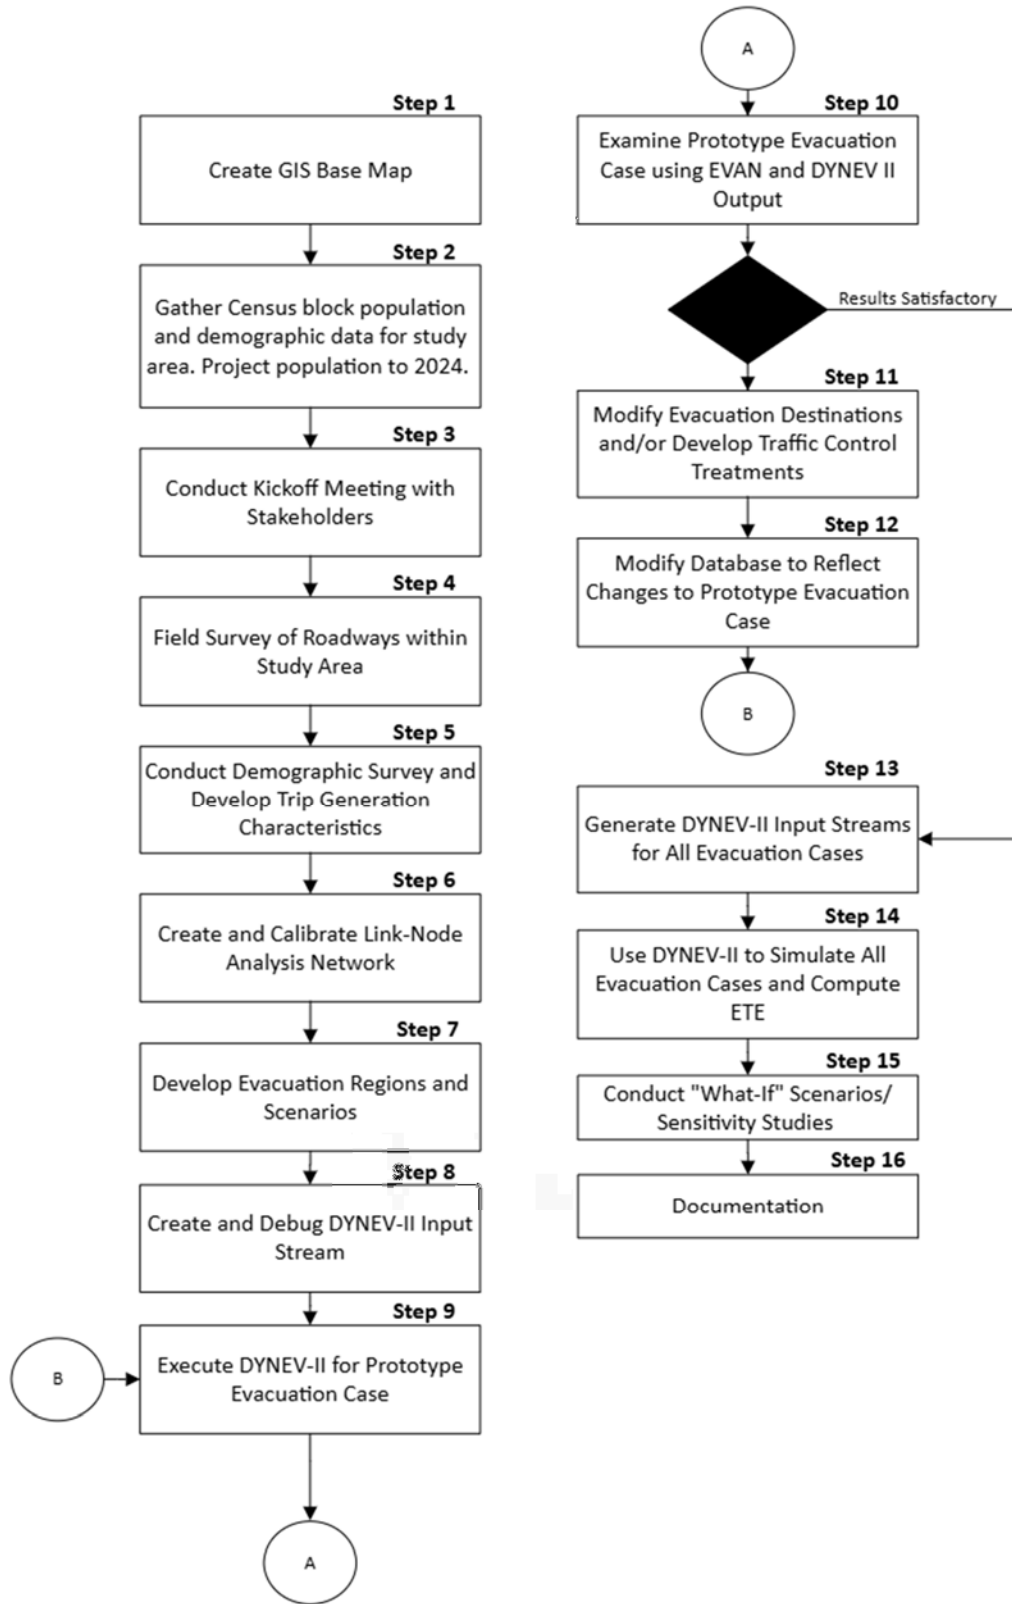 Step 1
Create GIS Base Map
Step 2
Gather Census block population
and demographic data for study
area. Project population to 2024.
Step 3
Conduct Kickoff Meeting with
Stakeholders
Step 4
Field Survey of Roadways within
Study Area
Step 5
Conduct Demographic Survey and
Develop Trip Generation
Characteristics
Step 6
Create and Calibrate Link-Node
Analysis Network
Step 7
Develop Evacuation Regions and
Scenarios
Step 8
Create and Debug DYNEV-II Input
Stream
Step 9
B
Execute DYNEV-II for Prototype
Evacuation Case
A
A
Step 10
Examine Prototype Evacuation
Case using EVAN and DYNEV II
Output
Results Satisfactory
Step 11
Modify Evacuation Destinations
and/or Develop Traffic Control
Treatments
Step 12
Modify Database to Reflect
Changes to Prototype Evacuation
Case
B
Step 13
Generate DYNEV-II Input Streams
for All Evacuation Cases
Step 14
Use DYNEV-II to Simulate All
Evacuation Cases and Compute
ETE
Step 15
Conduct "What-If" Scenarios/
Sensitivity Studies
Step 16
Documentation